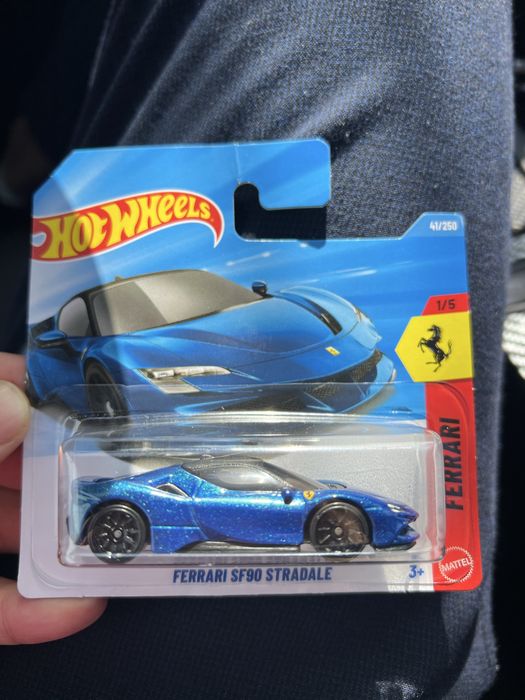 HOT WHEELS
41/250
1/5
FERRARI
FERRARI SF90 STRADALE
3+
MATTEL